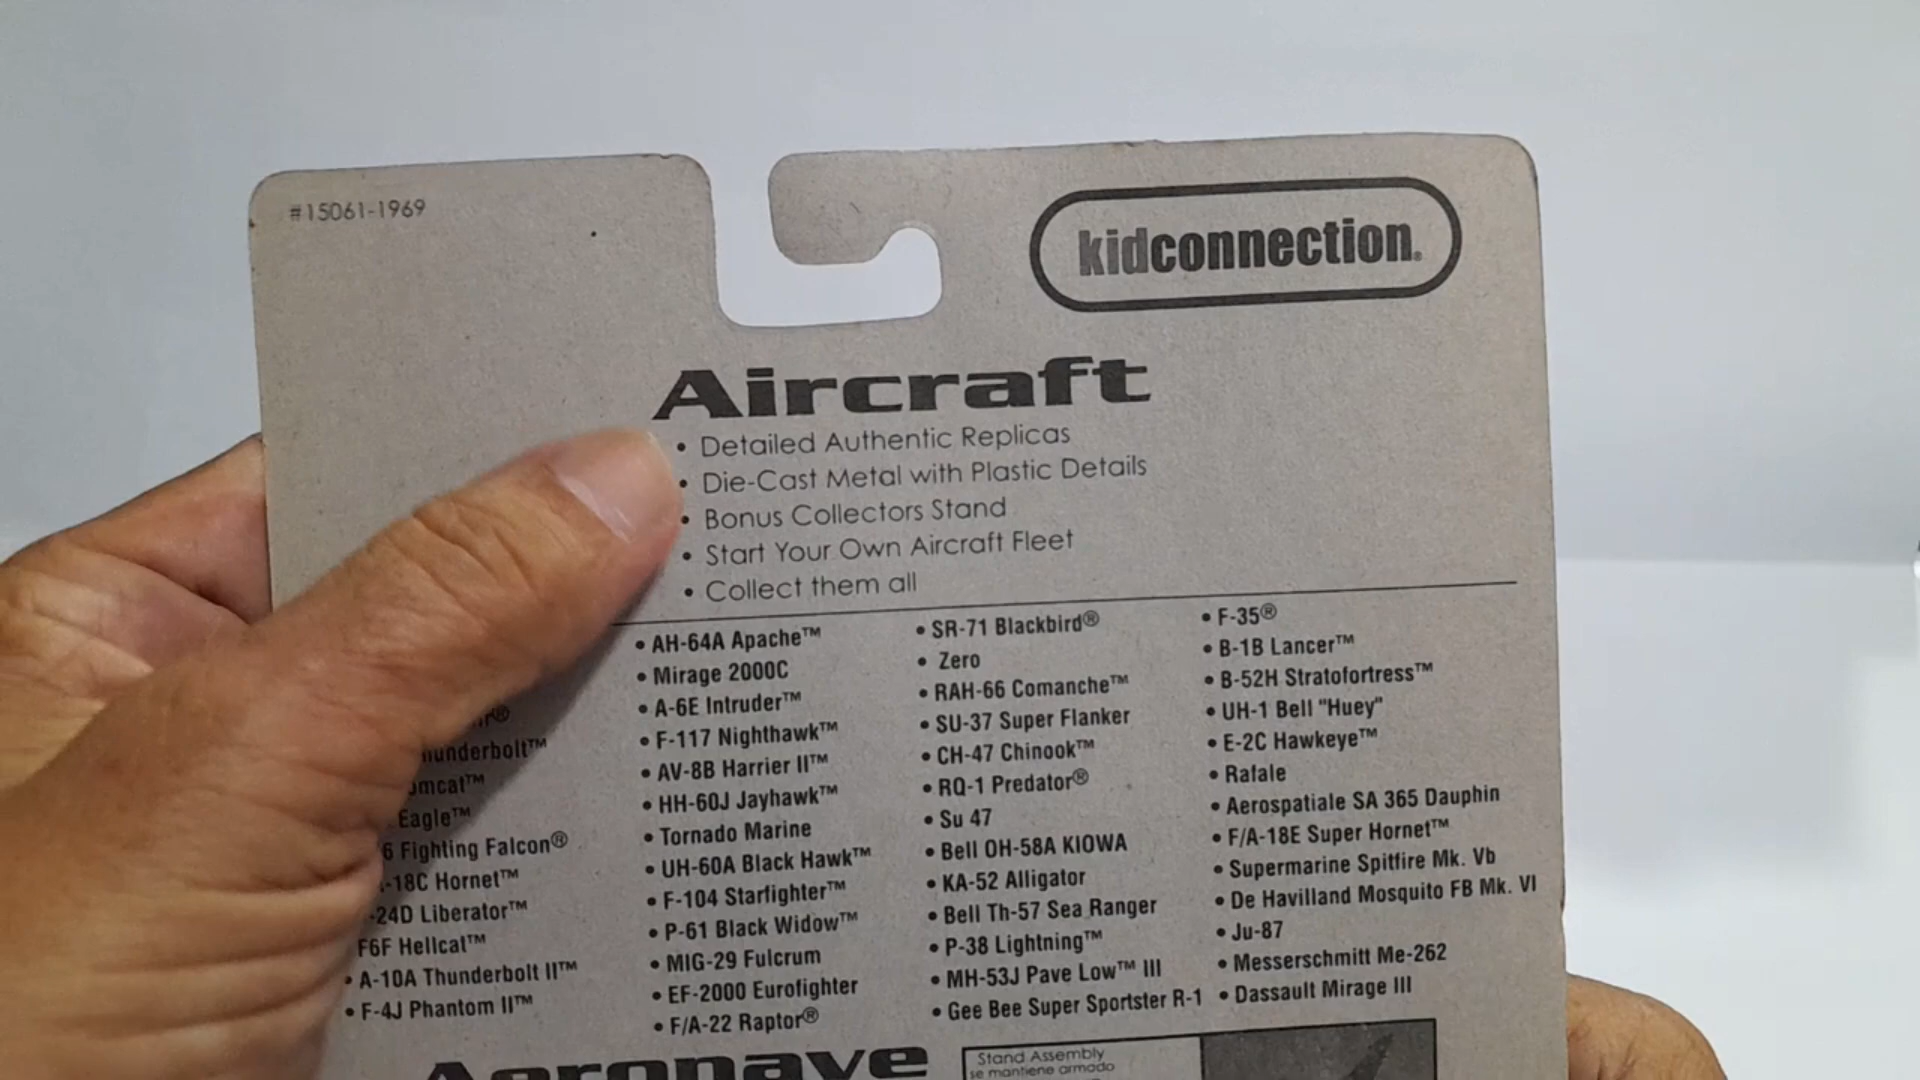 #15061-1969
kidconnection®
Aircraft
• Detailed Authentic Replicas
• Die-Cast Metal with Plastic Details
• Bonus Collectors Stand
• Start Your Own Aircraft Fleet
• Collect them all
Fighting Falcon®
-18C Hornet™
-24D Liberator™
F6F Hellcat™
• A-10A Thunderbolt II™
• F-4J Phantom II™
• AH-64A Apache™
• Mirage 2000C
• A-6E Intruder™
• F-117 Nighthawk™
• AV-8B Harrier II™
• HH-60J Jayhawk™
• Tornado Marine
• UH-60A Black Hawk™
• F-104 Starfighter™
• P-61 Black Widow™
• MIG-29 Fulcrum
• EF-2000 Eurofighter
• F/A-22 Raptor®
• SR-71 Blackbird®
• Zero
• RAH-66 Comanche™
• SU-37 Super Flanker
• CH-47 Chinook™
• RQ-1 Predator®
• Su 47
• Bell OH-58A KIOWA
• KA-52 Alligator
• Bell Th-57 Sea Ranger
• P-38 Lightning™
• MH-53J Pave Low™ III
• Gee Bee Super Sportster R-1
• F-35®
• B-1B Lancer™
• B-52H Stratofortress™
• UH-1 Bell "Huey"
• E-2C Hawkeye™
• Rafale
• Aerospatiale SA 365 Dauphin
• F/A-18E Super Hornet™
• Supermarine Spitfire Mk. Vb
• De Havilland Mosquito FB Mk. VI
• Ju-87
• Messerschmitt Me-262
• Dassault Mirage III
Aeronave
Stand Assembly
se mantiene armado